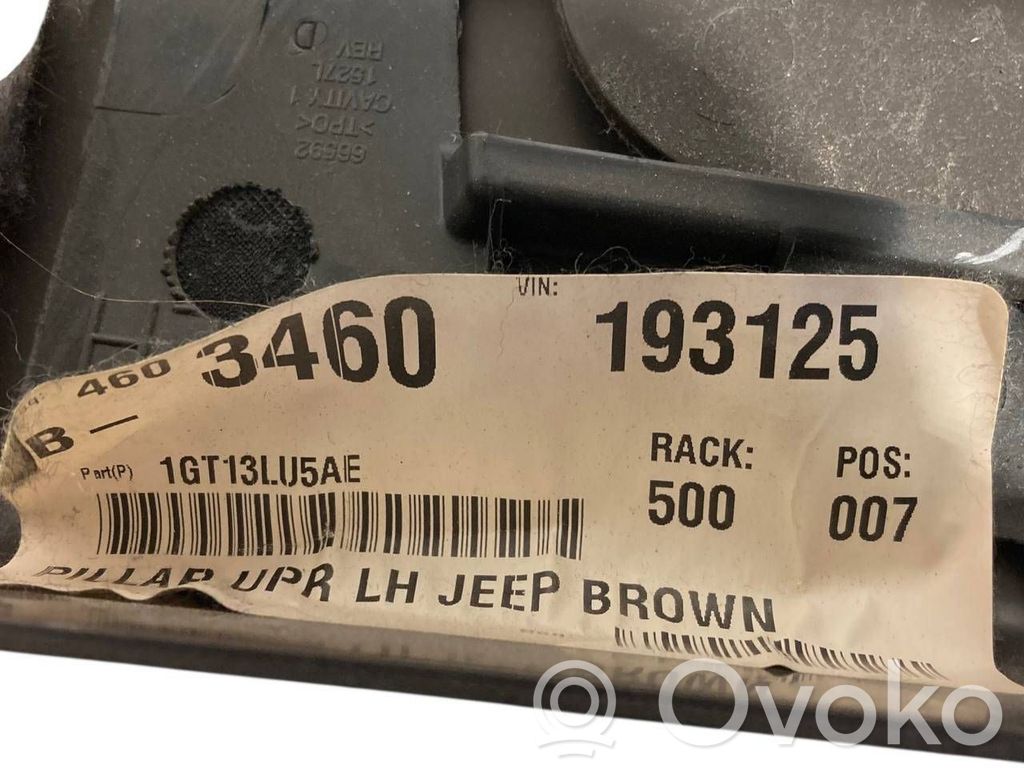 66592
>TPO<
CAVITY 1
1627L
REV D
VIN:
460 3460 193125
B –
Part(P) 1GT13LU5AE
RACK: POS:
500 007
PILLAR UPR LH JEEP BROWN
Ovoko